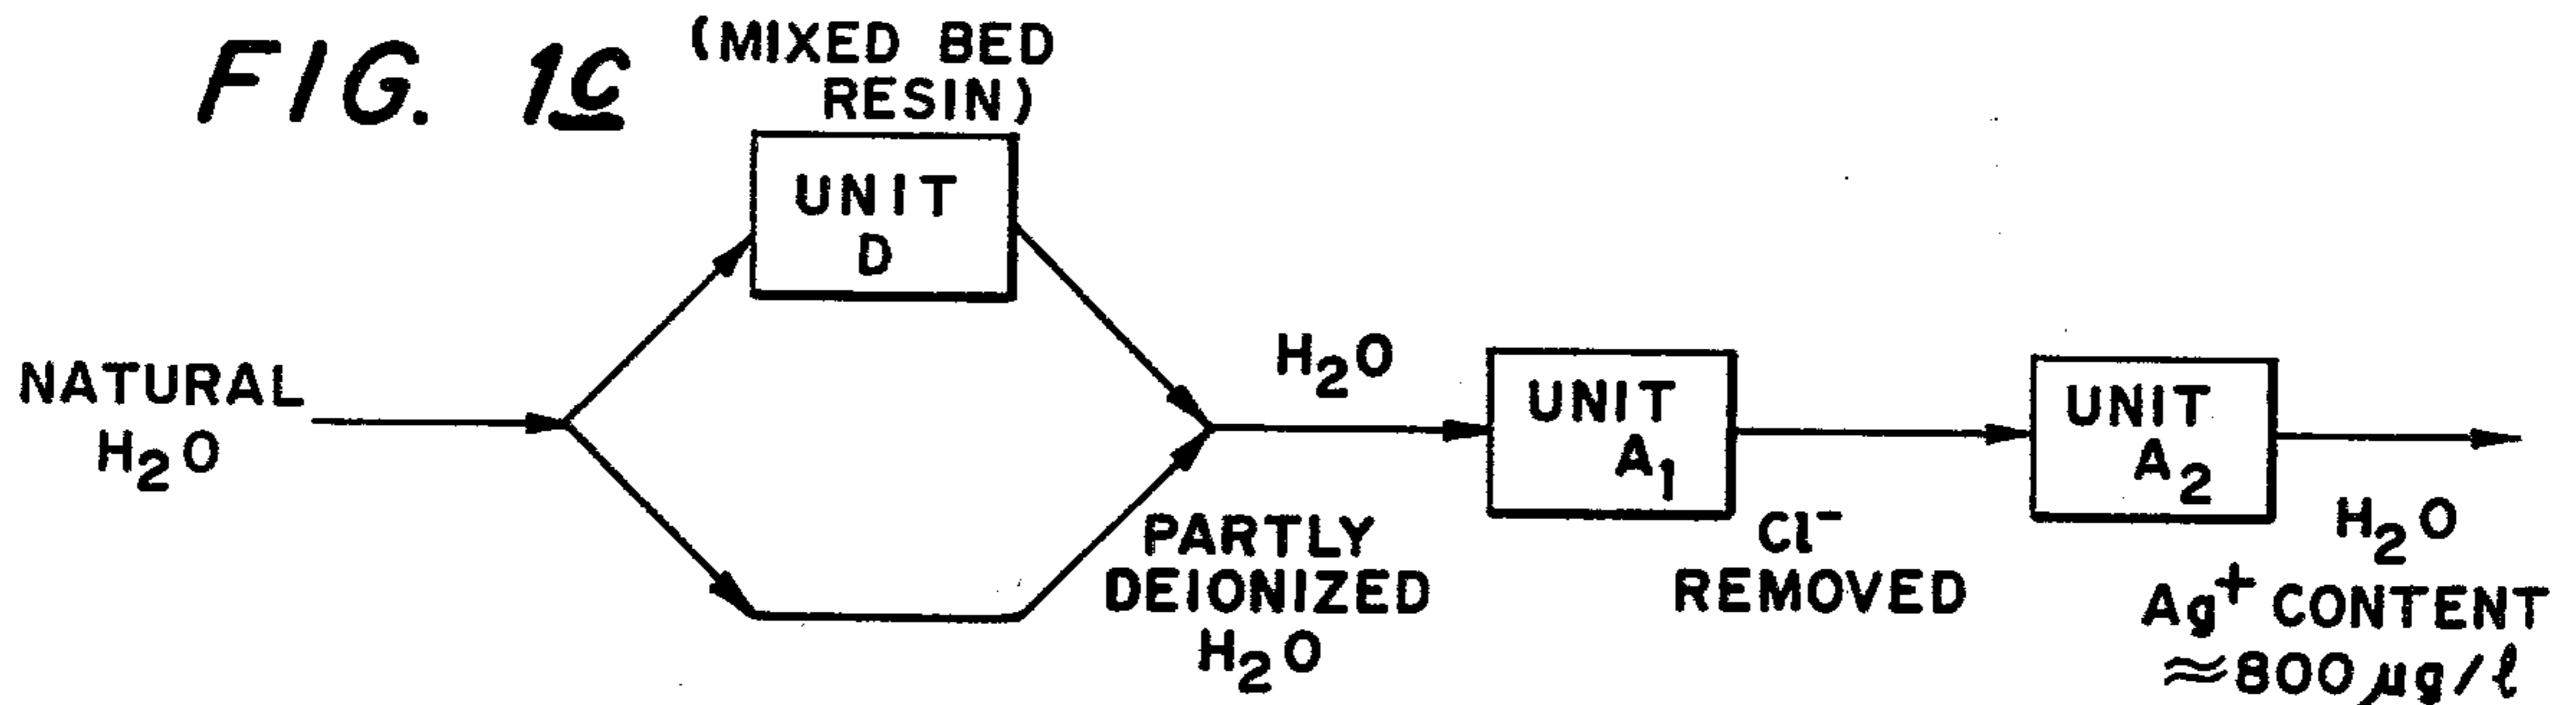 FIG. 1c
(MIXED BED
RESIN)
UNIT
D
NATURAL
H₂O
H₂O
PARTLY
DEIONIZED
H₂O
UNIT
A₁
Cl⁻
REMOVED
UNIT
A₂
H₂O
Ag⁺ CONTENT
≈800 µg/ℓ